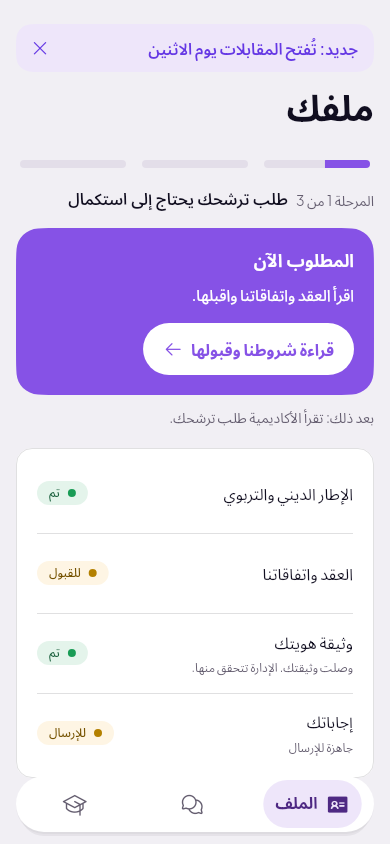 جديد: تُفتح المقابلات يوم الاثنين
ملفك
المرحلة 1 من 3 طلب ترشحك يحتاج إلى استكمال
المطلوب الآن
اقرأ العقد واتفاقاتنا واقبلها.
قراءة شروطنا وقبولها
بعد ذلك: تقرأ الأكاديمية طلب ترشحك.
الإطار الديني والتربوي تم
العقد واتفاقاتنا للقبول
وثيقة هويتك تم
وصلت وثيقتك. الإدارة تتحقق منها.
إجاباتك للإرسال
جاهزة للإرسال
الملف